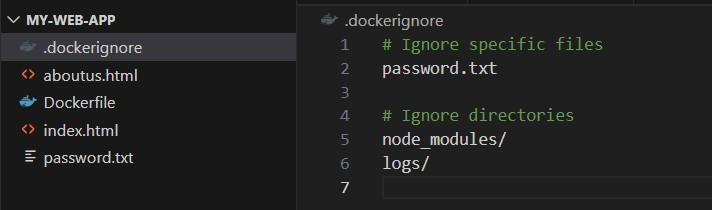 MY-WEB-APP
.dockerignore
aboutus.html
Dockerfile
index.html
password.txt
.dockerignore
1 # Ignore specific files
2 password.txt
3
4 # Ignore directories
5 node_modules/
6 logs/
7